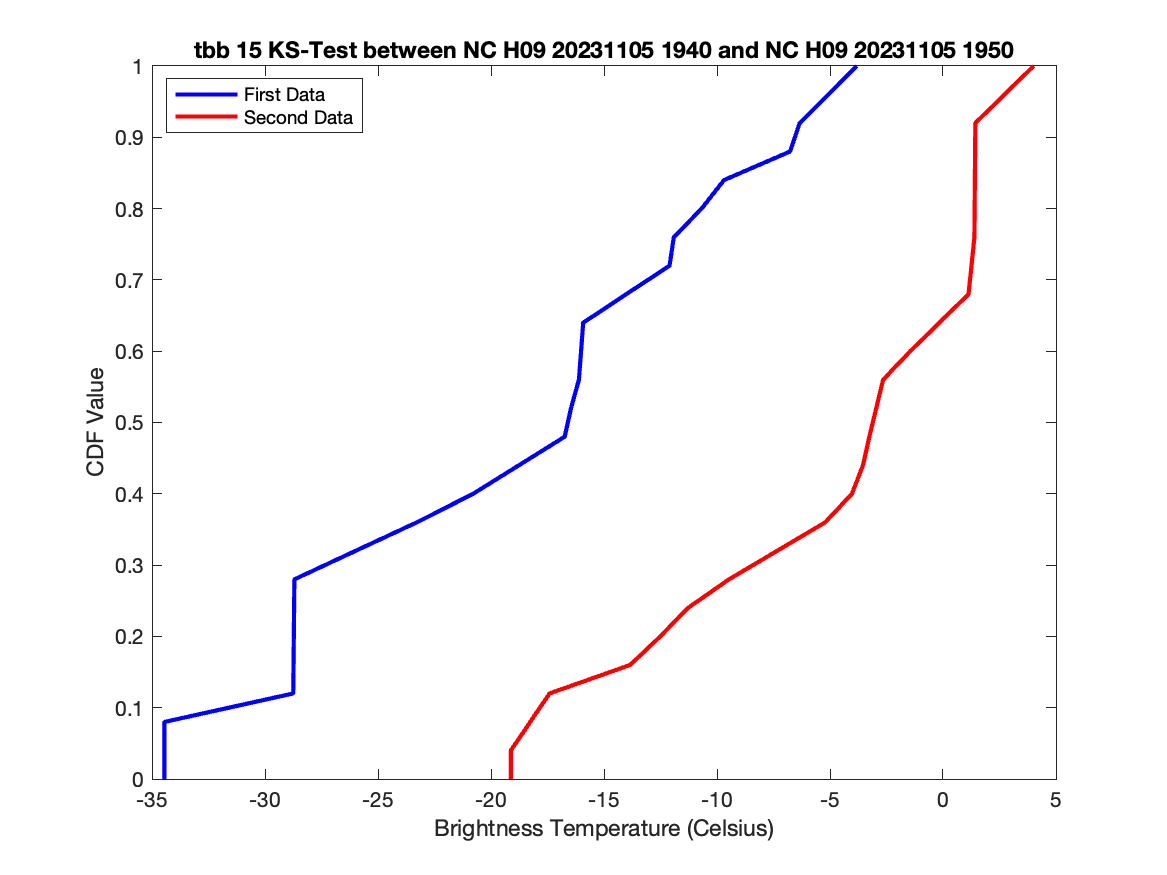 tbb 15 KS-Test between NC H09 20231105 1940 and NC H09 20231105 1950
First Data
Second Data
1
0.9
0.8
0.7
0.6
0.5
0.4
0.3
0.2
0.1
0
CDF Value
-35 -30 -25 -20 -15 -10 -5 0 5
Brightness Temperature (Celsius)